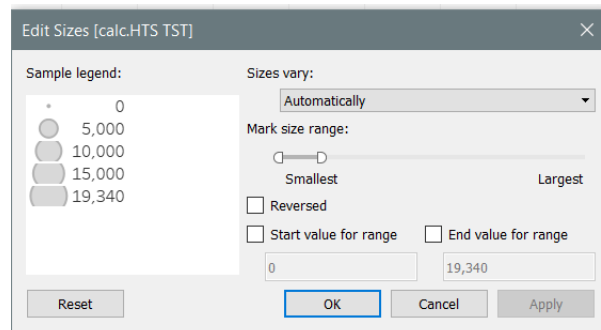 Edit Sizes [calc.HTS TST]
Sample legend:
0
5,000
10,000
15,000
19,340
Sizes vary:
Automatically
Mark size range:
Smallest Largest
Reversed
Start value for range End value for range
0 19,340
Reset OK Cancel Apply